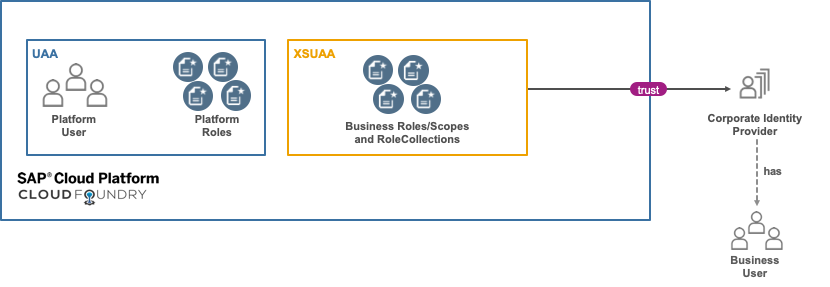 UAA
Platform
User
Platform
Roles
XSUAA
Business Roles/Scopes
and RoleCollections
trust
Corporate Identity
Provider
has
Business
User
SAP® Cloud Platform
CLOUD FOUNDRY